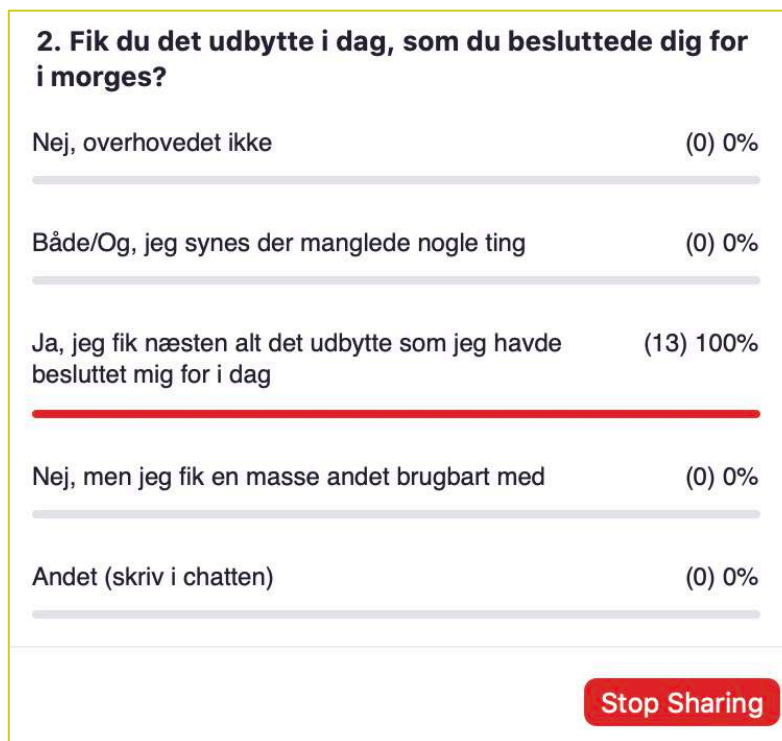 2. Fik du det udbytte i dag, som du besluttede dig for
i morges?
Nej, overhovedet ikke (0) 0%
Både/Og, jeg synes der manglede nogle ting (0) 0%
Ja, jeg fik næsten alt det udbytte som jeg havde (13) 100%
besluttet mig for i dag
Nej, men jeg fik en masse andet brugbart med (0) 0%
Andet (skriv i chatten) (0) 0%
Stop Sharing